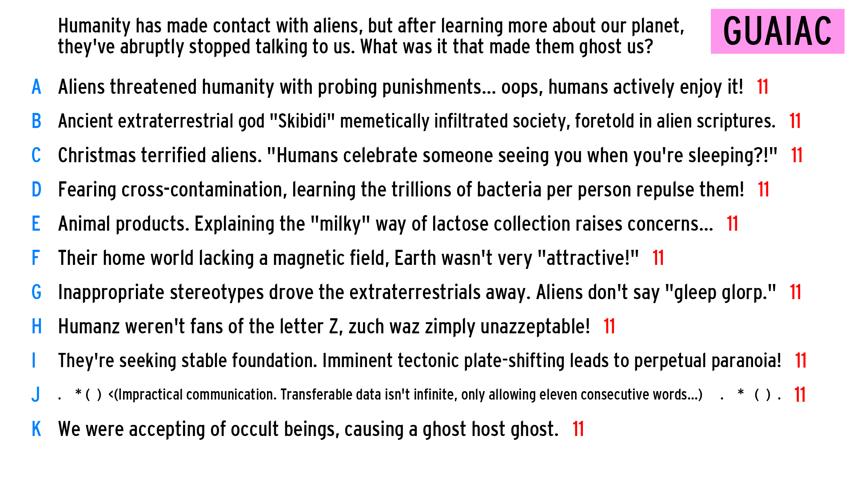 Humanity has made contact with aliens, but after learning more about our planet,
they've abruptly stopped talking to us. What was it that made them ghost us?
GUAIAC
A Aliens threatened humanity with probing punishments... oops, humans actively enjoy it! 11
B Ancient extraterrestrial god "Skibidi" memetically infiltrated society, foretold in alien scriptures. 11
C Christmas terrified aliens. "Humans celebrate someone seeing you when you're sleeping?!" 11
D Fearing cross-contamination, learning the trillions of bacteria per person repulse them! 11
E Animal products. Explaining the "milky" way of lactose collection raises concerns... 11
F Their home world lacking a magnetic field, Earth wasn't very "attractive!" 11
G Inappropriate stereotypes drove the extraterrestrials away. Aliens don't say "gleep glorp." 11
H Humanz weren't fans of the letter Z, zuch waz zimply unazzeptable! 11
I They're seeking stable foundation. Imminent tectonic plate-shifting leads to perpetual paranoia! 11
J . * ( ) <(Impractical communication. Transferable data isn't infinite, only allowing eleven consecutive words...) . * ( ) . 11
K We were accepting of occult beings, causing a ghost host ghost. 11